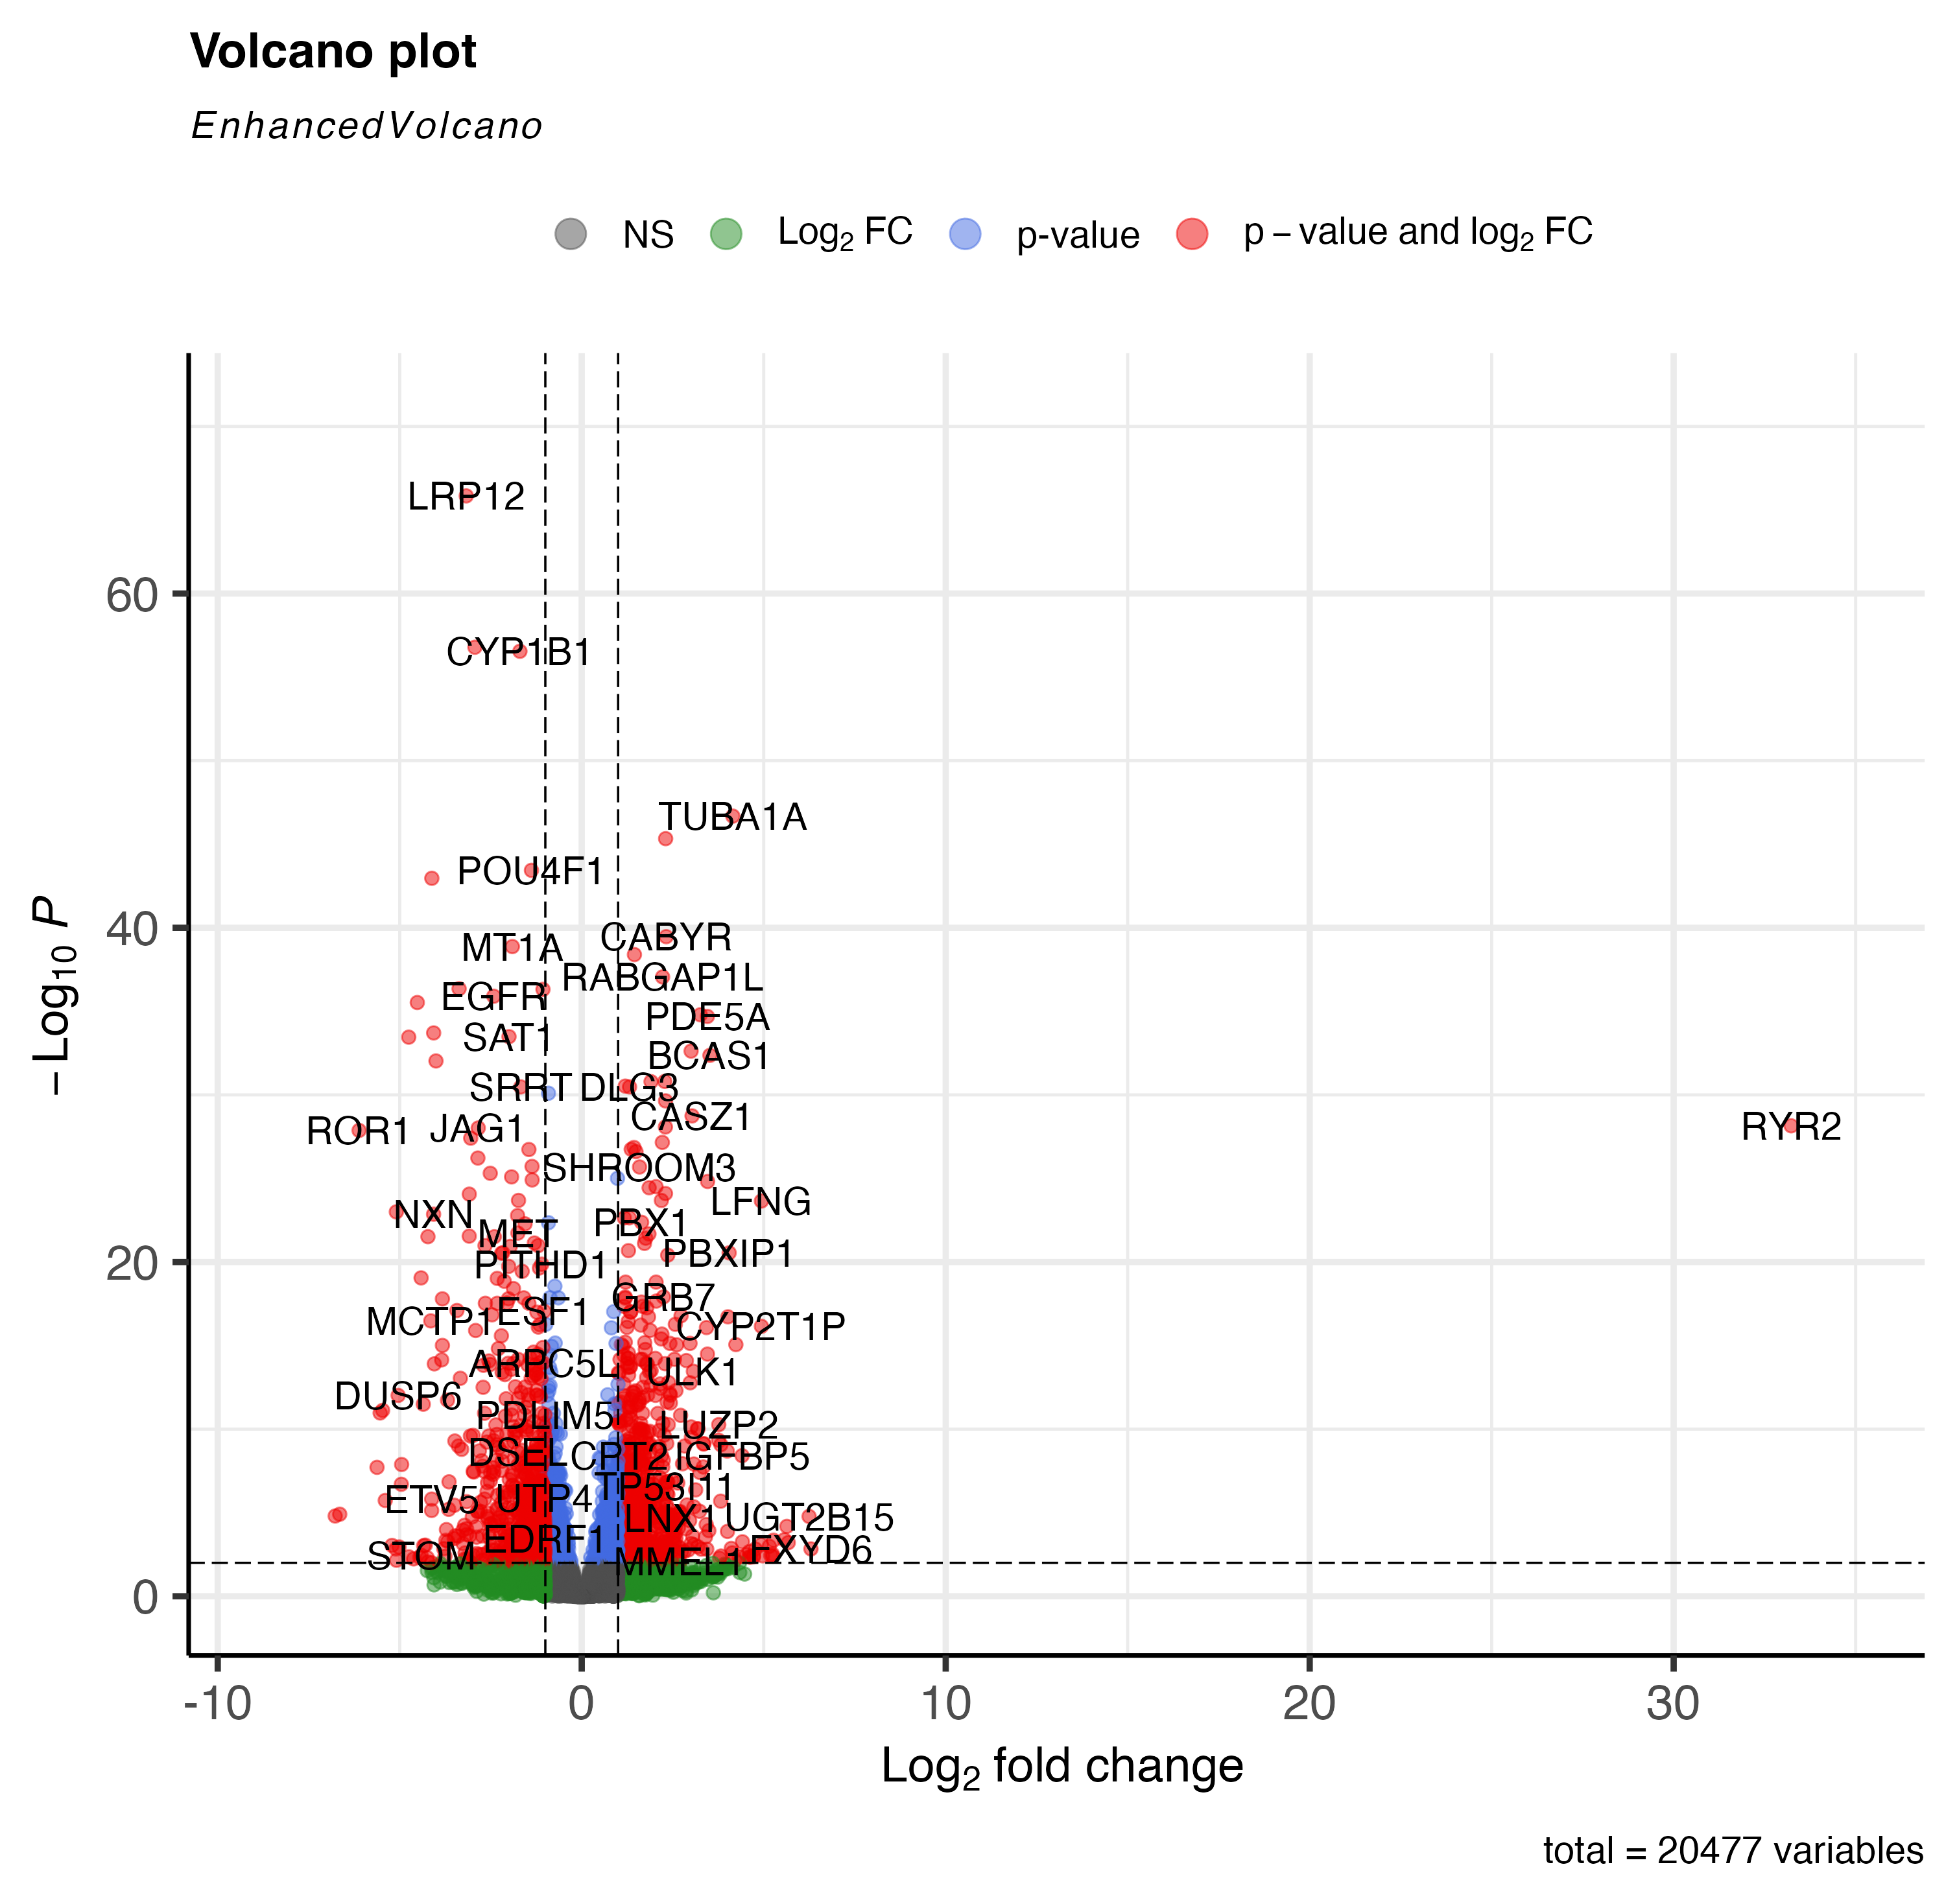 Volcano plot
EnhancedVolcano
NS Log2 FC p-value p – value and log2 FC
LRP12
60
CYP1B1
TUBA1A
POU4F1
40
CABYR
MT1A
RABGAP1L
EGFR
PDE5A
SAT1
BCAS1
SRRT DLG3
CASZ1
ROR1 JAG1 RYR2
SHROOM3
LFNG
NXN
PBX1
MET
PBXIP1
20
PITHD1
GRB7
ESF1
MCTP1 CYP2T1P
ARPC5L
ULK1
DUSP6
PDLIM5
LUZP2
DSEL CPT2 IGFBP5
TP53I11
ETV5 UTP4
LNX1 UGT2B15
EDRF1
FXYD6
STOM MMEL1
0
–Log10 P
-10 0 10 20 30
Log2 fold change
total = 20477 variables